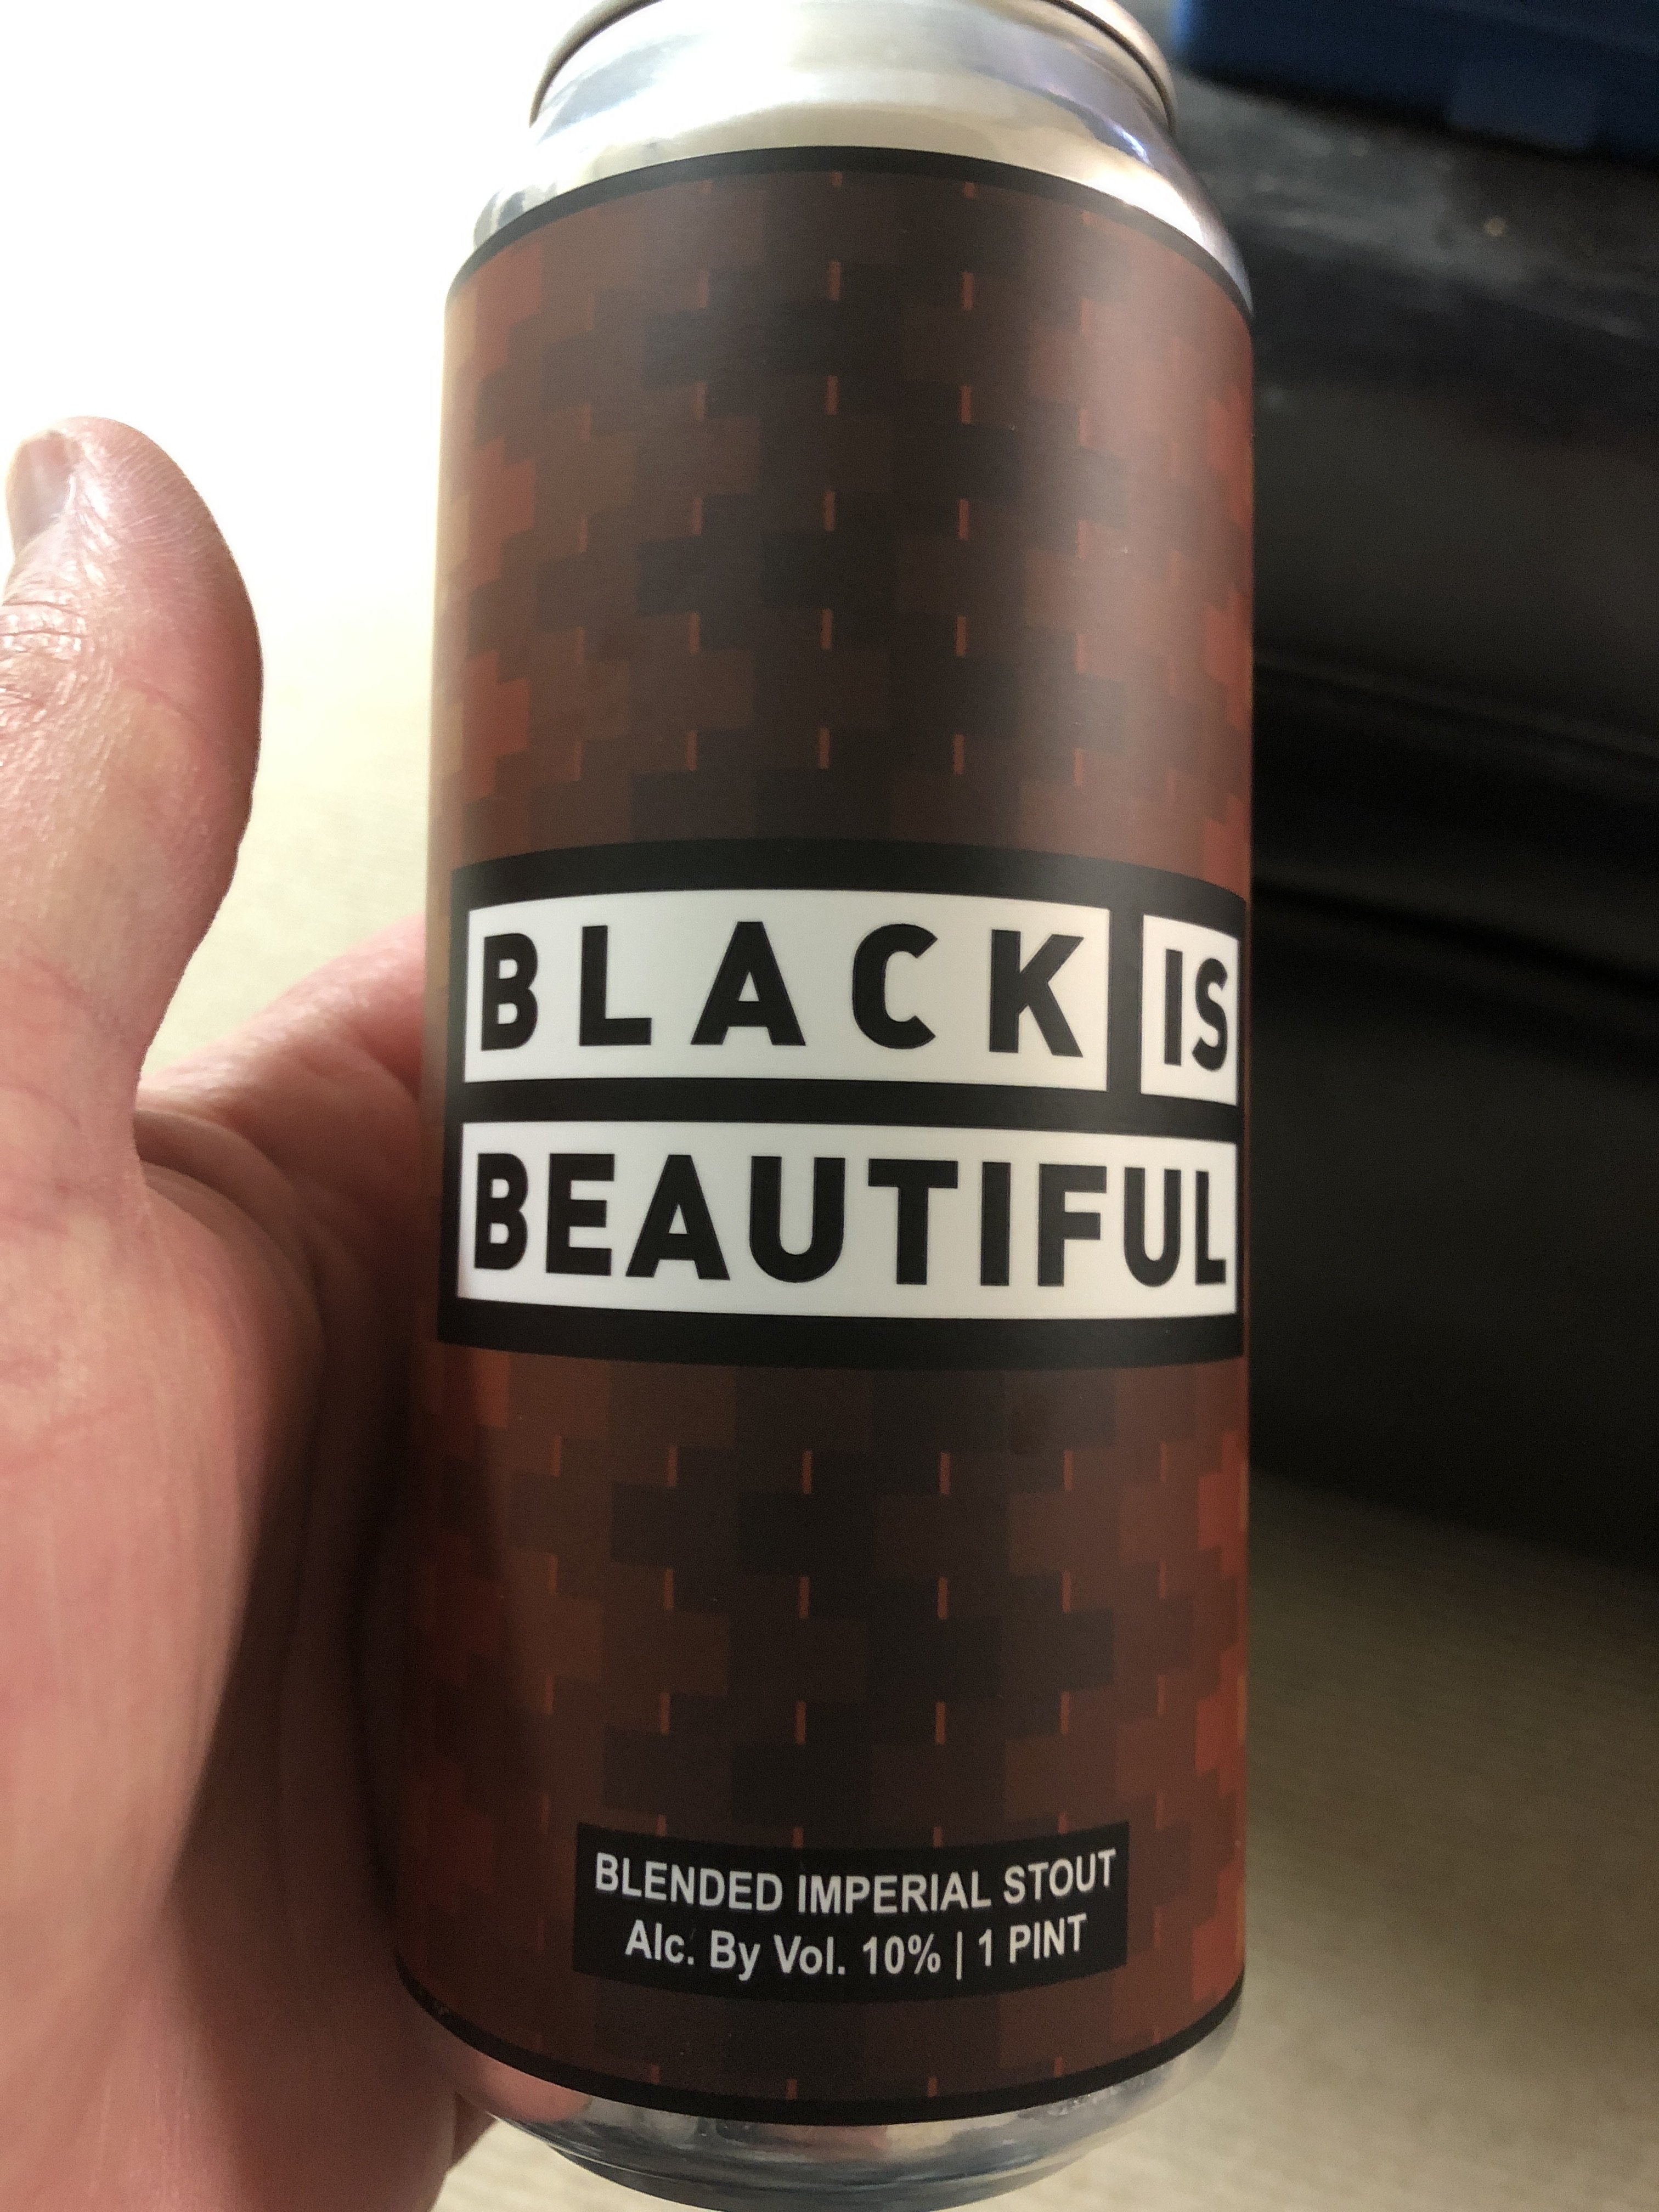 BLACK IS
BEAUTIFUL
BLENDED IMPERIAL STOUT
Alc. By Vol. 10% | 1 PINT